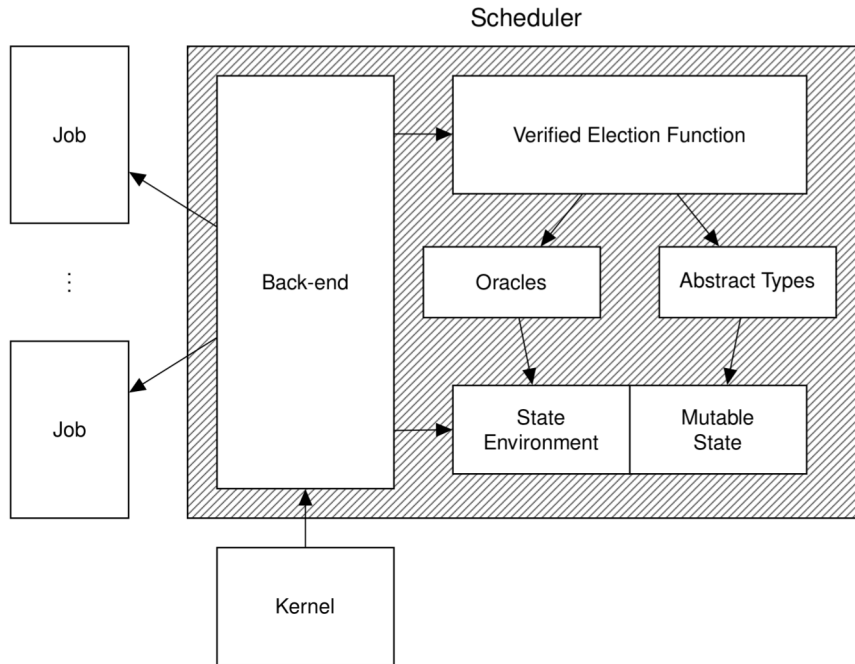 Scheduler
Job
Verified Election Function
Back-end
Oracles
Abstract Types
⋮
Job
State
Environment
Mutable
State
Kernel